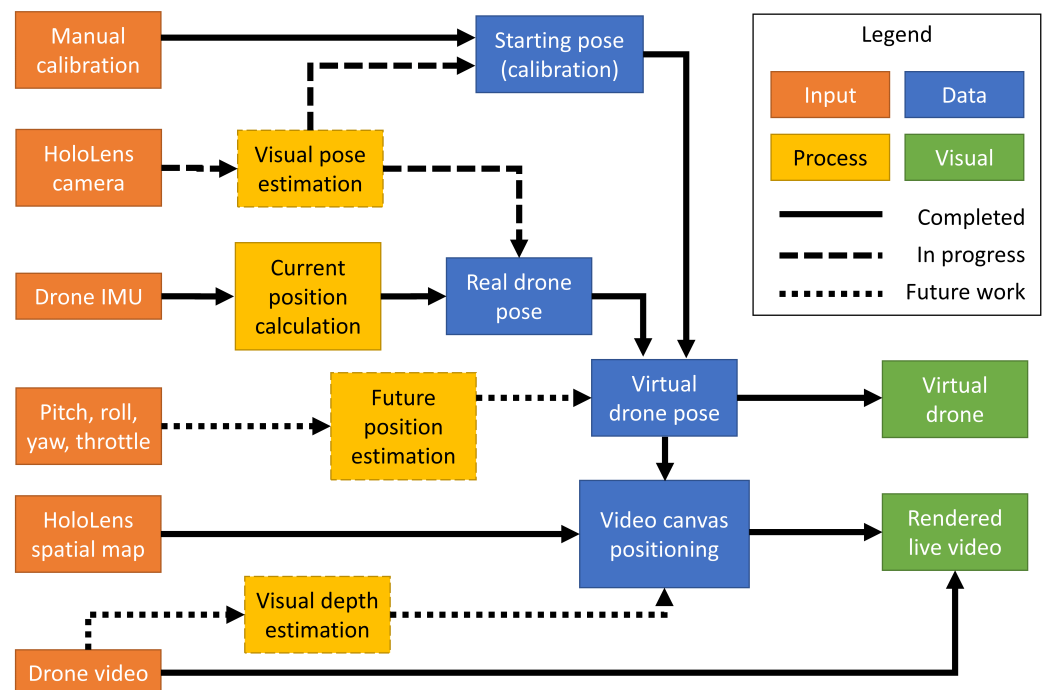 Manual
calibration
Starting pose
(calibration)
Legend
Input
Data
Process
Visual
Completed
In progress
Future work
HoloLens
camera
Visual pose
estimation
Drone IMU
Current
position
calculation
Real drone
pose
Pitch, roll,
yaw, throttle
Future
position
estimation
Virtual
drone pose
Virtual
drone
HoloLens
spatial map
Video canvas
positioning
Rendered
live video
Visual depth
estimation
Drone video